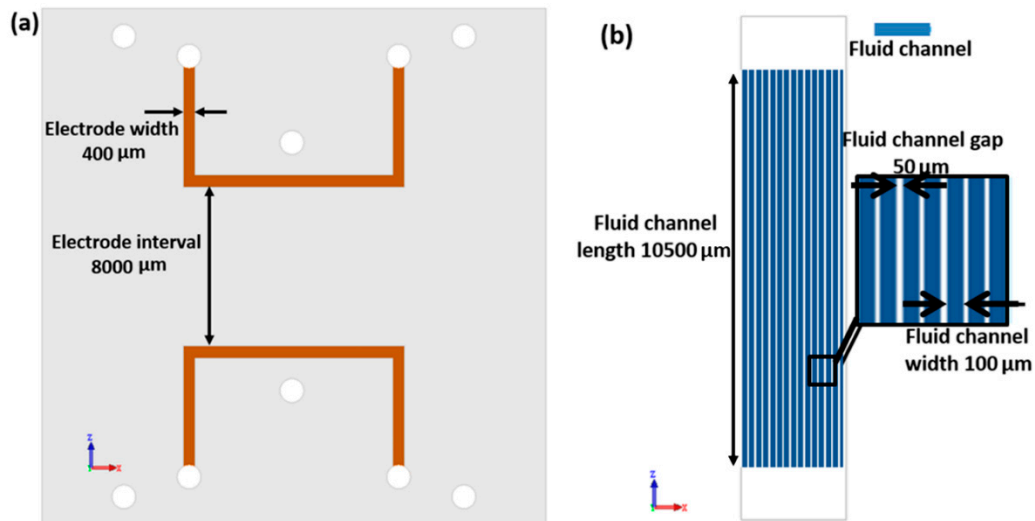 (a)
Electrode width
400 µm
Electrode interval
8000 µm
Z
X
(b)
Fluid channel
Fluid channel gap
50 µm
Fluid channel
length 10500 µm
Fluid channel
width 100 µm
Z
X